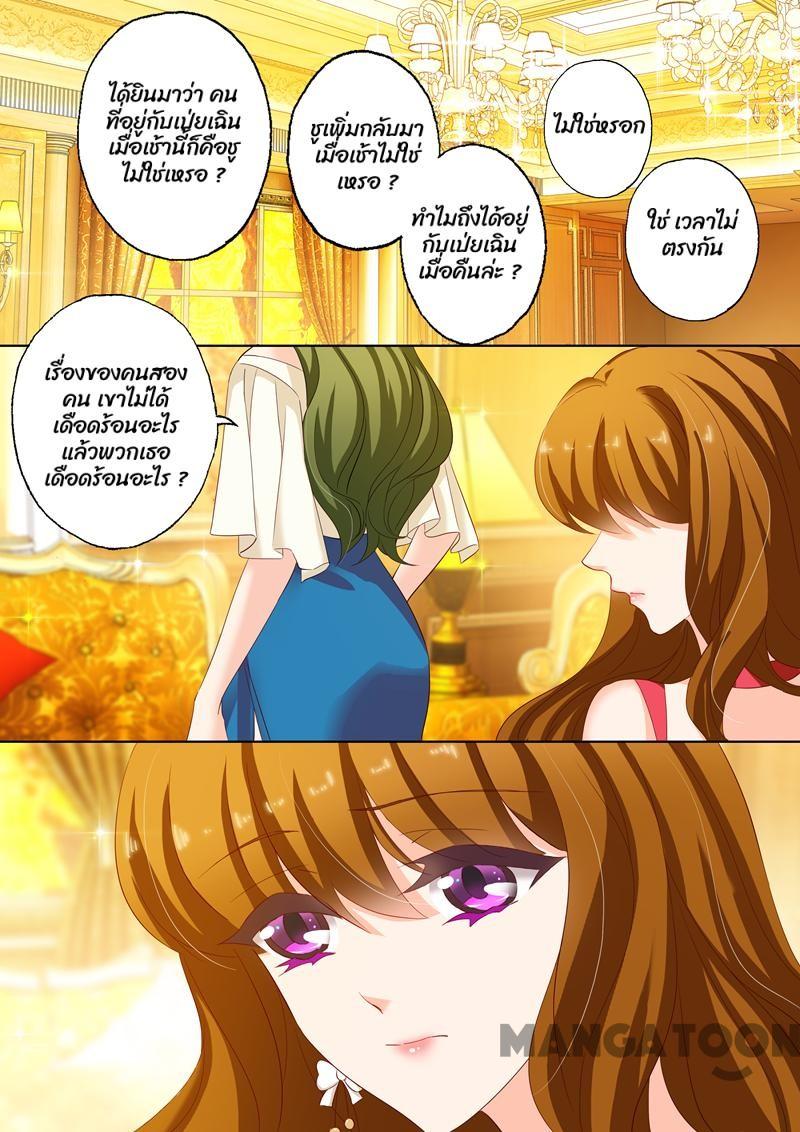 ได้ยินมาว่า คน
ที่อยู่กับเป่ยเฉิน
เมื่อเช้านี้ก็คือชู
ไม่ใช่เหรอ ?
ชูเพิ่มกลับมา
เมื่อเช้าไม่ใช่
เหรอ ?
ทำไมถึงได้อยู่
กับเป่ยเฉิน
เมื่อคืนล่ะ ?
ไม่ใช่หรอก
ใช่ เวลาไม่
ตรงกัน
เรื่องของคนสอง
คน เขาไม่ได้
เดือดร้อนอะไร
แล้วพวกเธอ
เดือดร้อนอะไร ?
MANGATOON